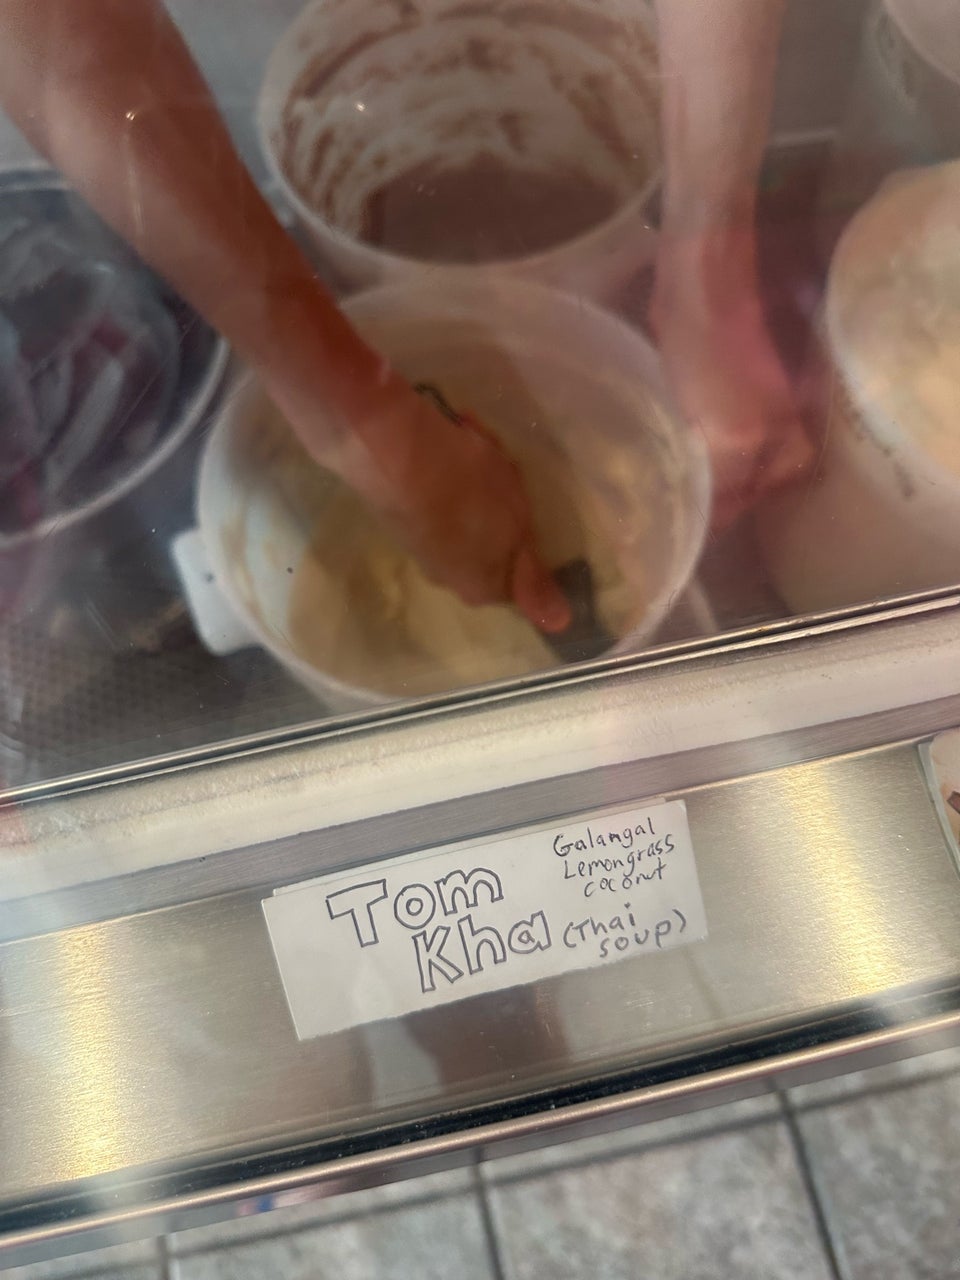 Tom
Kha
Galangal
Lemongrass
coconut
(Thai
soup)